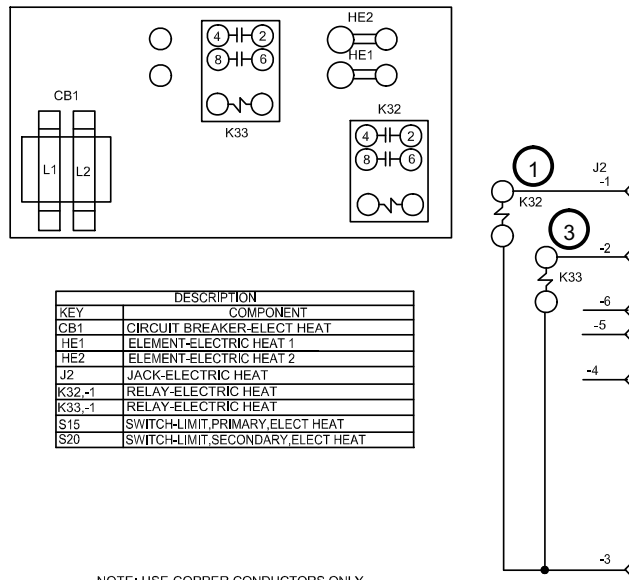 HE2
4 2
8 6
HE1
CB1
K33
K32
4 2
8 6
L1 L2
1
J2
-1
K32
3
-2
K33
-6
-5
-4
-3
DESCRIPTION
KEY COMPONENT
CB1 CIRCUIT BREAKER-ELECT HEAT
HE1 ELEMENT-ELECTRIC HEAT 1
HE2 ELEMENT-ELECTRIC HEAT 2
J2 JACK-ELECTRIC HEAT
K32,-1 RELAY-ELECTRIC HEAT
K33,-1 RELAY-ELECTRIC HEAT
S15 SWITCH-LIMIT,PRIMARY,ELECT HEAT
S20 SWITCH-LIMIT,SECONDARY,ELECT HEAT
NOTE: USE COPPER CONDUCTORS ONLY